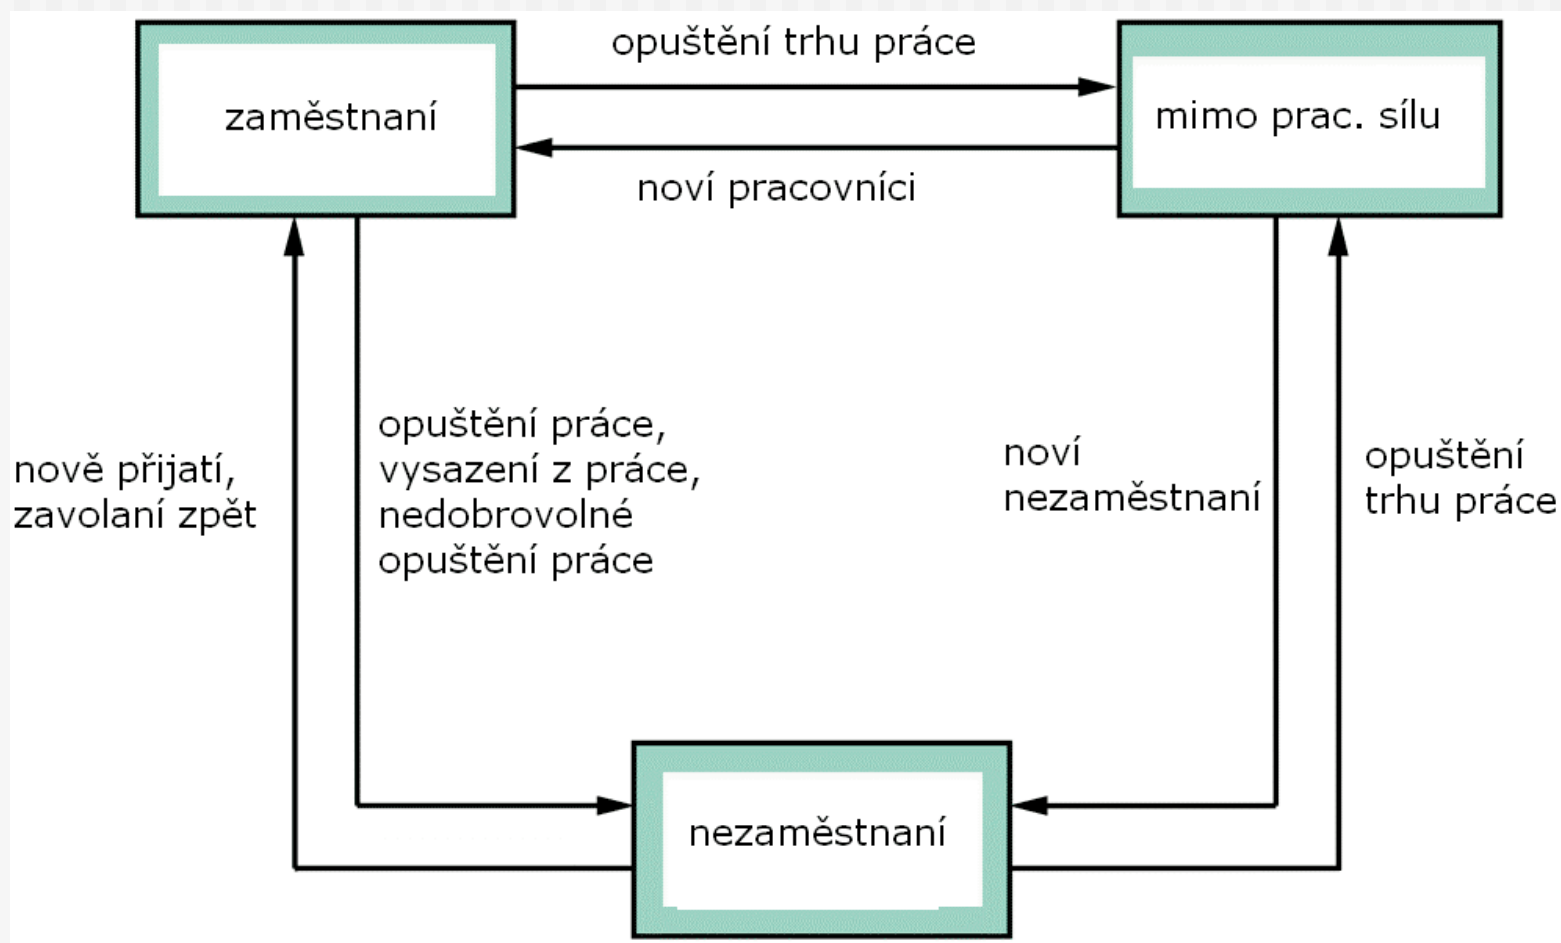 opuštění trhu práce
zaměstnaní
mimo prac. sílu
noví pracovníci
nově přijatí,
zavolaní zpět
opuštění práce,
vysazení z práce,
nedobrovolné
opuštění práce
noví
nezaměstnaní
opuštění
trhu práce
nezaměstnaní